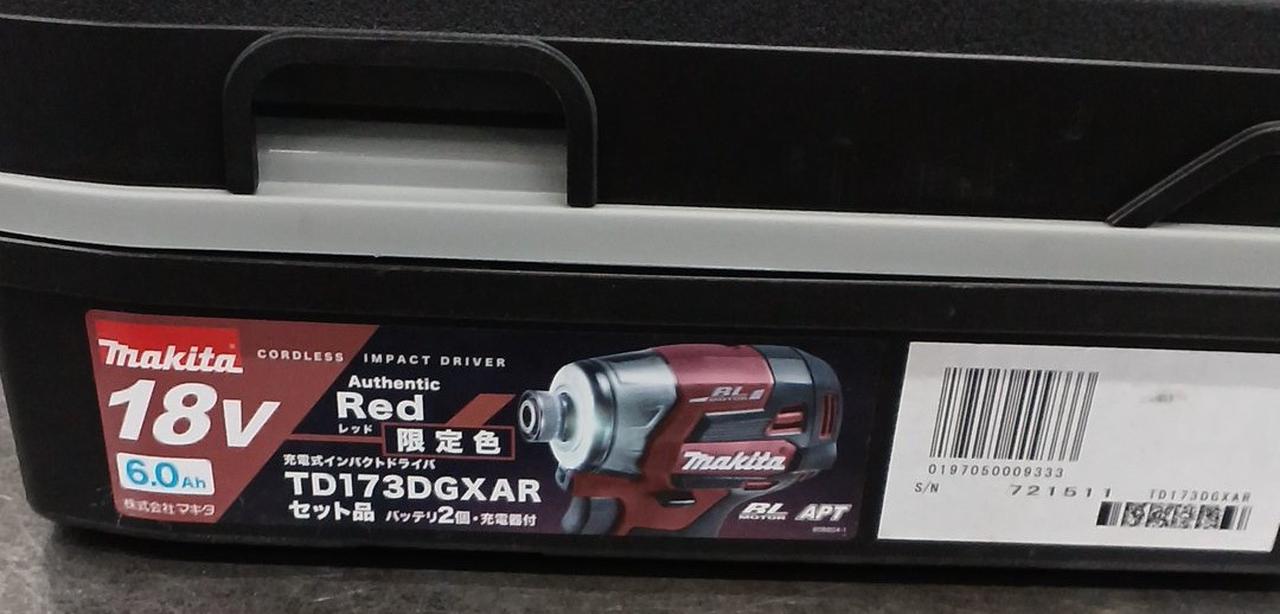 makita
CORDLESS IMPACT DRIVER
18V
6.0Ah
株式会社マキタ
Authentic
Red
レッド
限定色
充電式インパクトドライバ
TD173DGXAR
セット品 バッテリ2個・充電器付
BL
MOTOR
makita
BL
MOTOR
APT
0197050009333
S/N 721511 TD173DGXAR